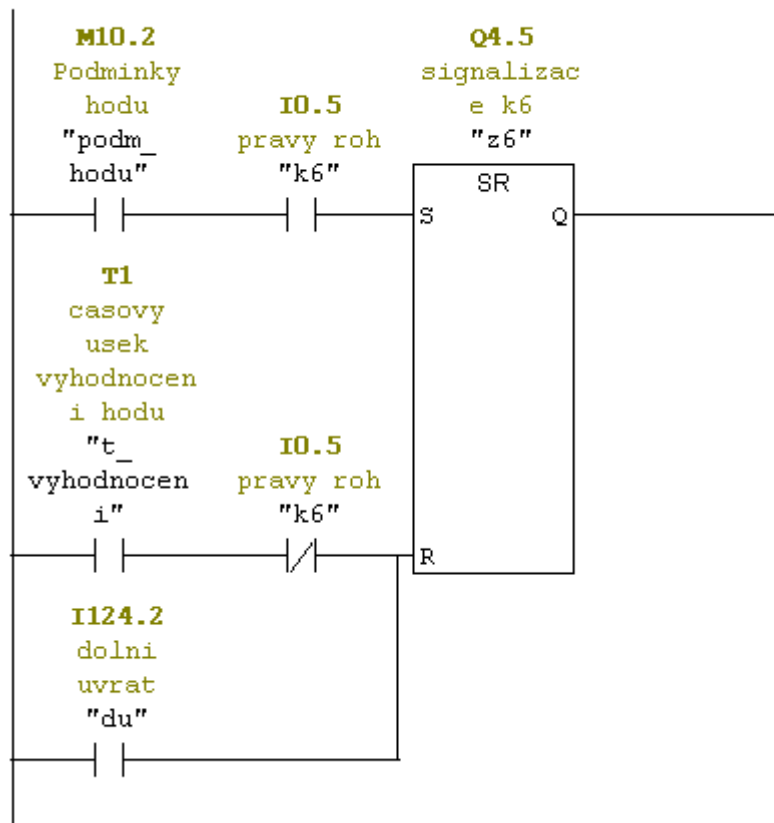 M10.2
Podminky
hodu
"podm_
hodu"
I0.5
pravy roh
"k6"
Q4.5
signalizac
e k6
"z6"
SR
S
Q
T1
casovy
usek
vyhodnocen
i hodu
"t_
vyhodnocen
i"
I0.5
pravy roh
"k6"
R
I124.2
dolni
uvrat
"du"